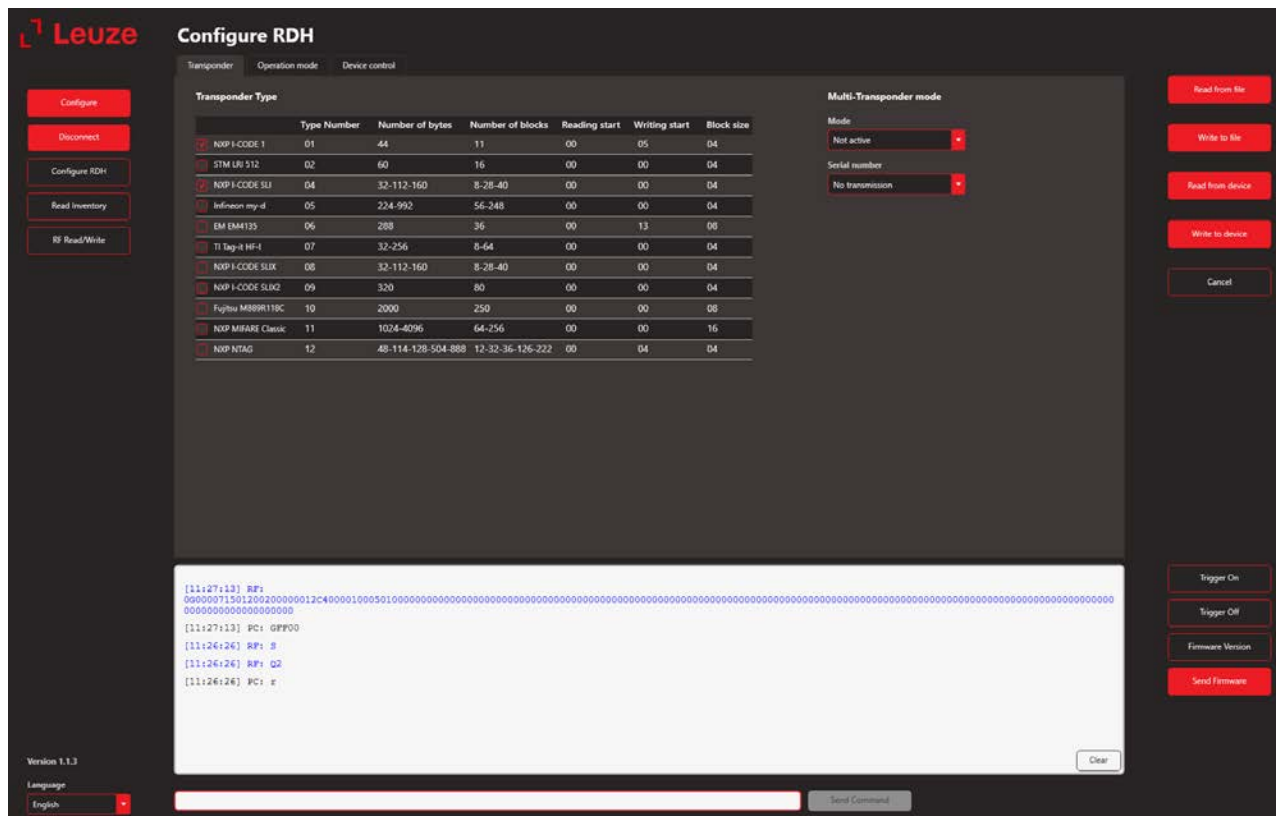 Leuze
Configure RDH
Transponder Operation mode Device control
Configure
Disconnect
Configure RDH
Read Inventory
RF Read/Write
Transponder Type
Type Number Number of bytes Number of blocks Reading start Writing start Block size
NXP I-CODE 1 01 44 11 00 05 04
STM LRI 512 02 60 16 00 00 04
NXP I-CODE SLI 04 32-112-160 8-28-40 00 00 04
Infineon my-d 05 224-992 56-248 00 00 04
EM EM4135 06 288 36 00 13 08
TI Tag-it HF-I 07 32-256 8-64 00 00 04
NXP I-CODE SLIX 08 32-112-160 8-28-40 00 00 04
NXP I-CODE SLIX2 09 320 80 00 00 04
Fujitsu MB89R118C 10 2000 250 00 00 08
NXP MIFARE Classic 11 1024-4096 64-256 00 00 16
NXP NTAG 12 48-114-128-504-888 12-32-36-126-222 00 04 04
Multi-Transponder mode
Mode
Not active
Serial number
No transmission
Read from file
Write to file
Read from device
Write to device
Cancel
[11:27:13] RF:
[11:27:13] PC: GFF00
[11:26:26] RF: S
[11:26:26] RF: Q2
[11:26:26] PC: r
Clear
Trigger On
Trigger Off
Firmware Version
Send Firmware
Version 1.1.3
Language
English
Send Command